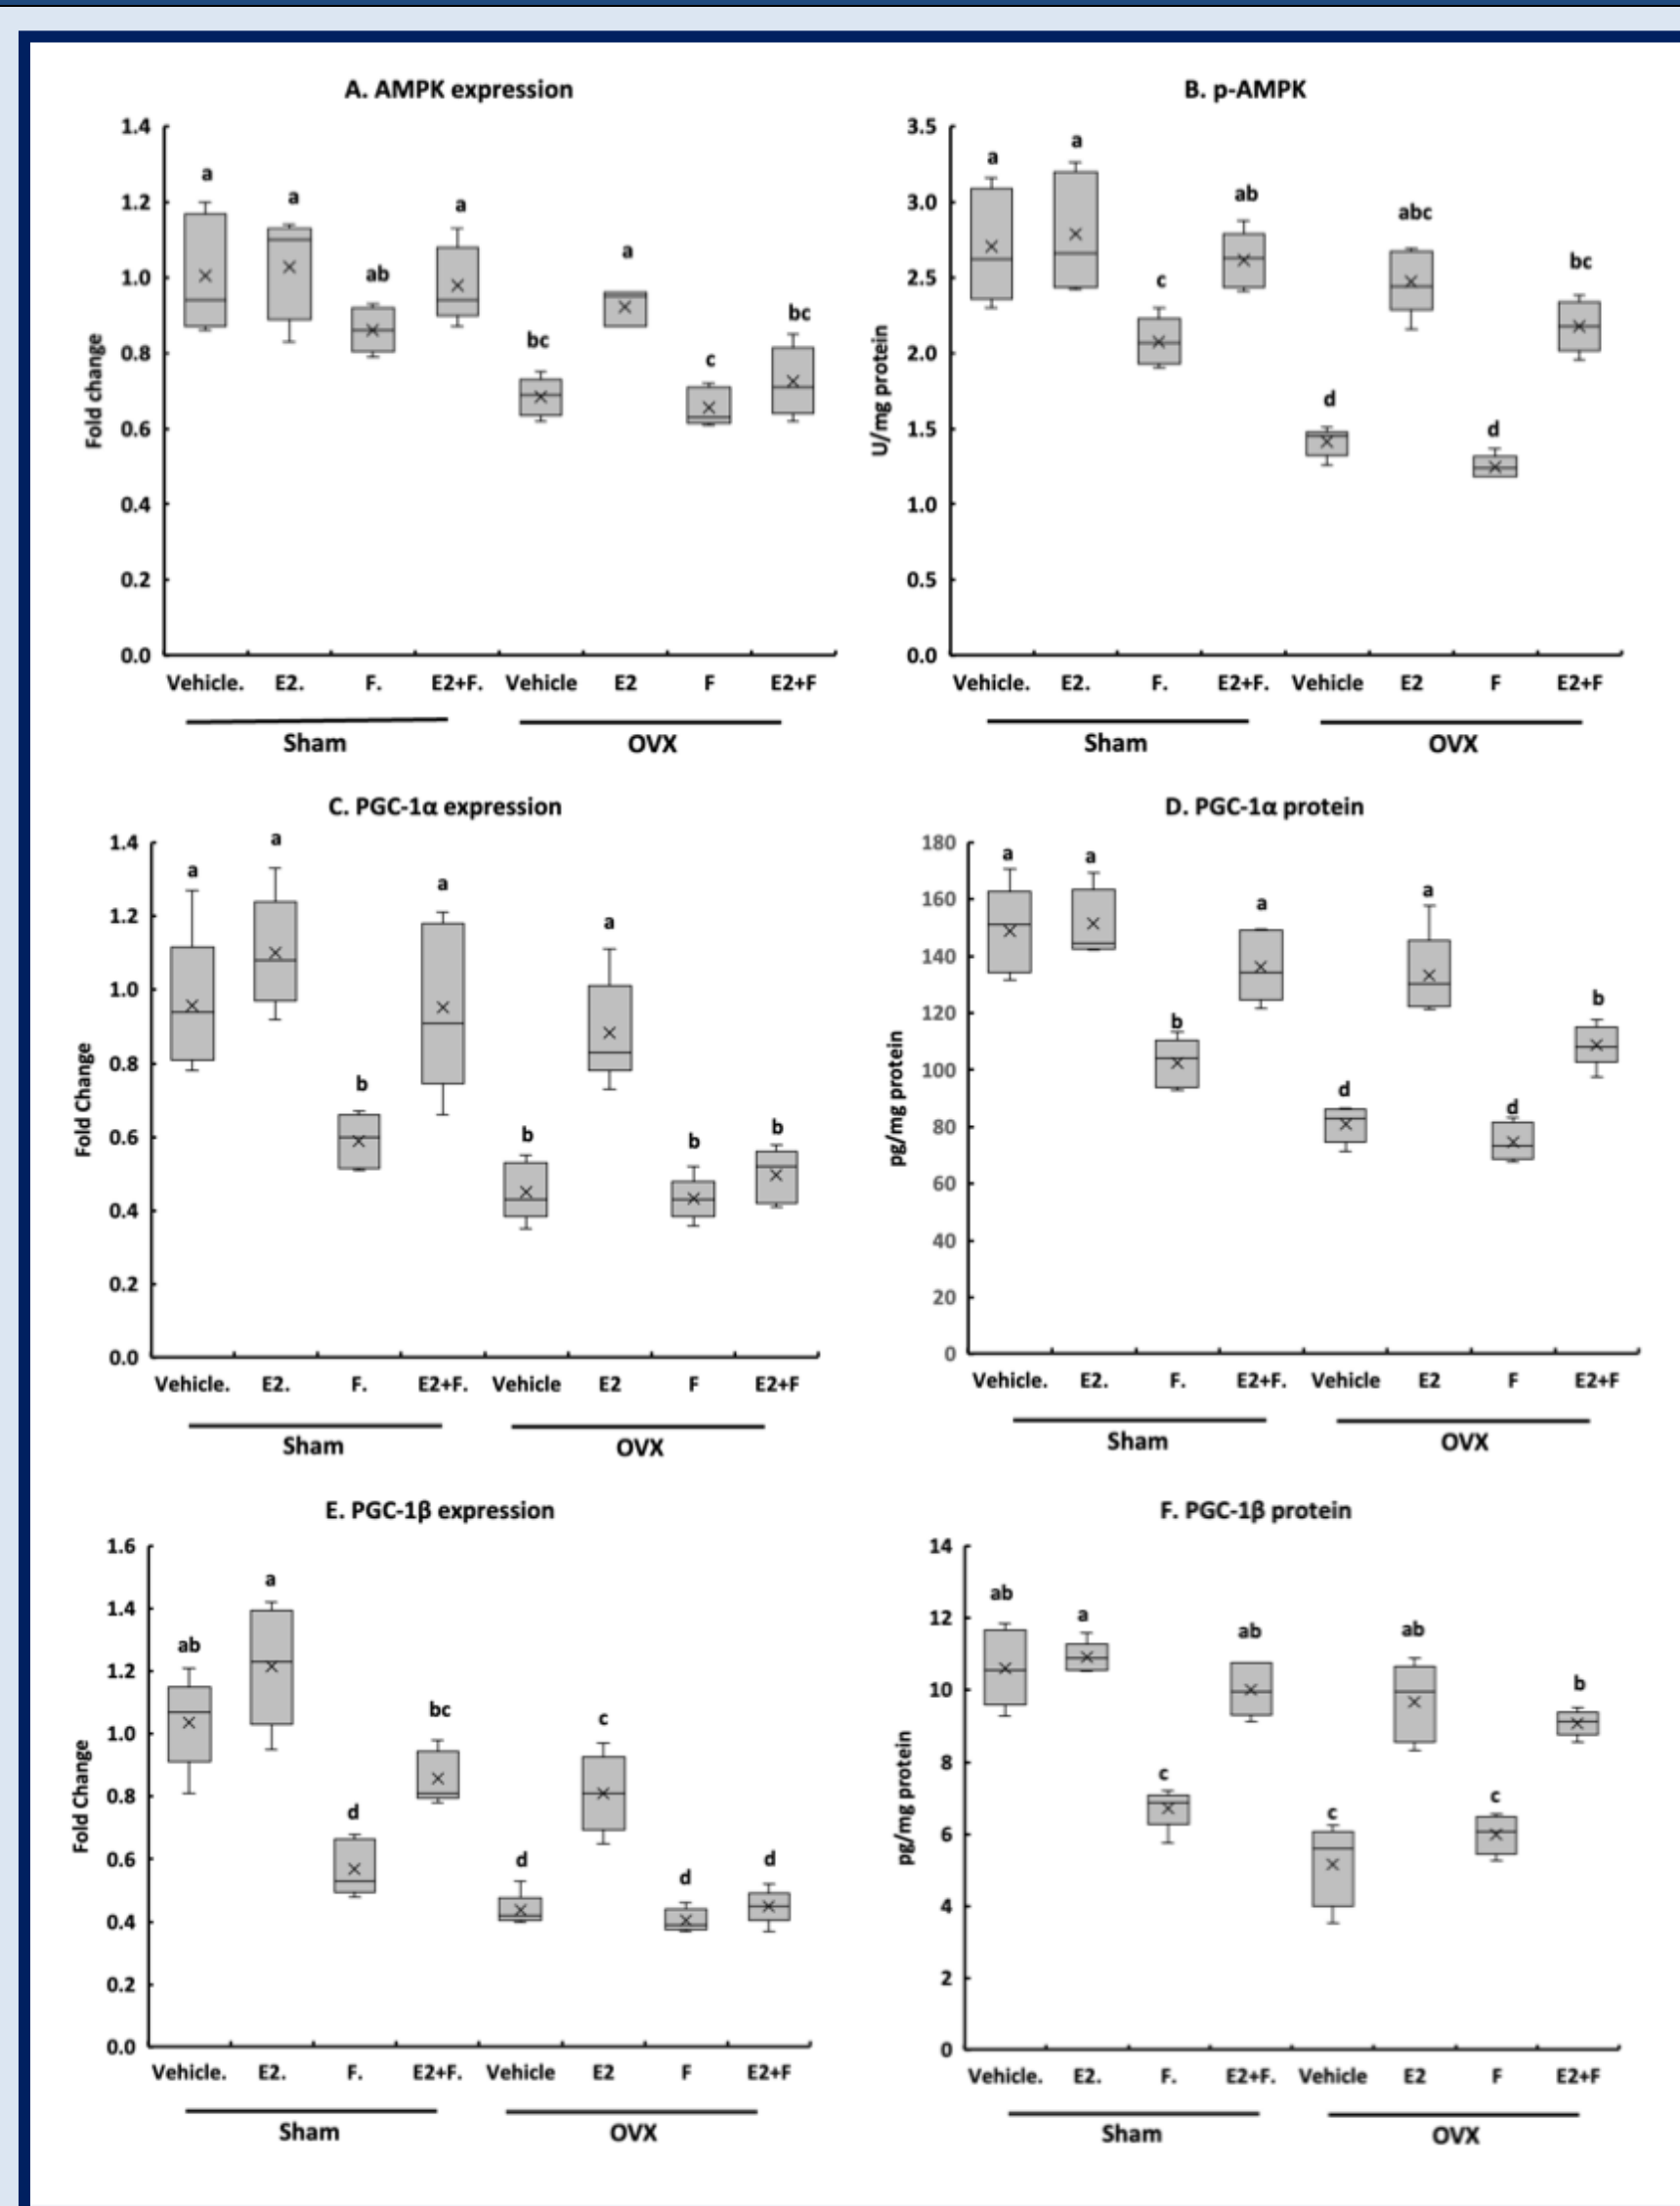 A. AMPK expression
1.4
1.2
1.0
0.8
0.6
0.4
0.2
0.0
Fold change
a
a
ab
a
bc
a
c
bc
Vehicle. E2. F. E2+F. Vehicle E2 F E2+F
Sham OVX
B. p-AMPK
3.5
3.0
2.5
2.0
1.5
1.0
0.5
0.0
U/mg protein
a
a
c
ab
d
abc
d
bc
Vehicle. E2. F. E2+F. Vehicle E2 F E2+F
Sham OVX
C. PGC-1α expression
1.4
1.2
1.0
0.8
0.6
0.4
0.2
0.0
Fold Change
a
a
b
a
b
a
b
b
Vehicle. E2. F. E2+F. Vehicle E2 F E2+F
Sham OVX
D. PGC-1α protein
180
160
140
120
100
80
60
40
20
0
pg/mg protein
a
a
b
a
d
a
d
b
Vehicle. E2. F. E2+F. Vehicle E2 F E2+F
Sham OVX
E. PGC-1β expression
1.6
1.4
1.2
1.0
0.8
0.6
0.4
0.2
0.0
Fold Change
ab
a
d
bc
d
c
d
d
Vehicle. E2. F. E2+F. Vehicle E2 F E2+F
Sham OVX
F. PGC-1β protein
14
12
10
8
6
4
2
0
pg/mg protein
ab
a
c
ab
c
ab
c
b
Vehicle. E2. F. E2+F. Vehicle E2 F E2+F
Sham OVX